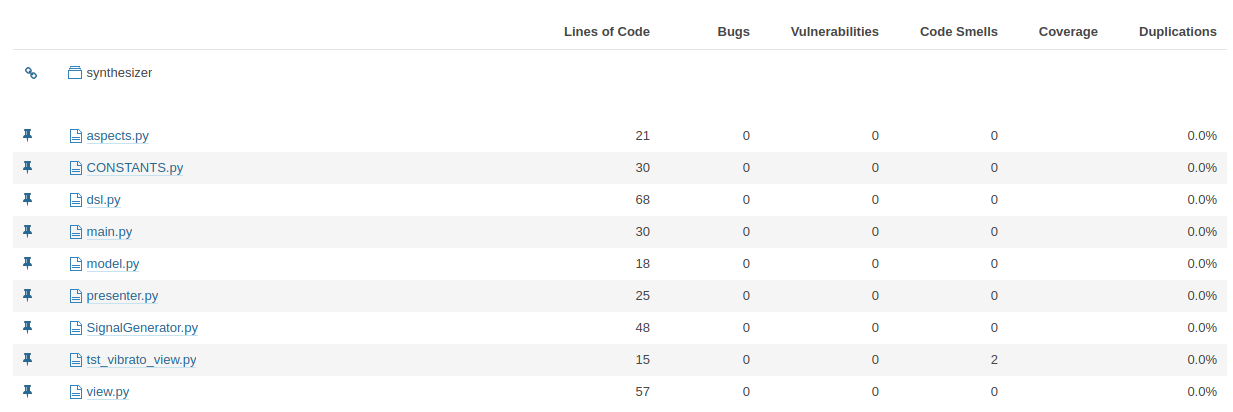 Lines of Code Bugs Vulnerabilities Code Smells Coverage Duplications
synthesizer
aspects.py 21 0 0 0 0.0%
CONSTANTS.py 30 0 0 0 0.0%
dsl.py 68 0 0 0 0.0%
main.py 30 0 0 0 0.0%
model.py 18 0 0 0 0.0%
presenter.py 25 0 0 0 0.0%
SignalGenerator.py 48 0 0 0 0.0%
tst_vibrato_view.py 15 0 0 2 0.0%
view.py 57 0 0 0 0.0%